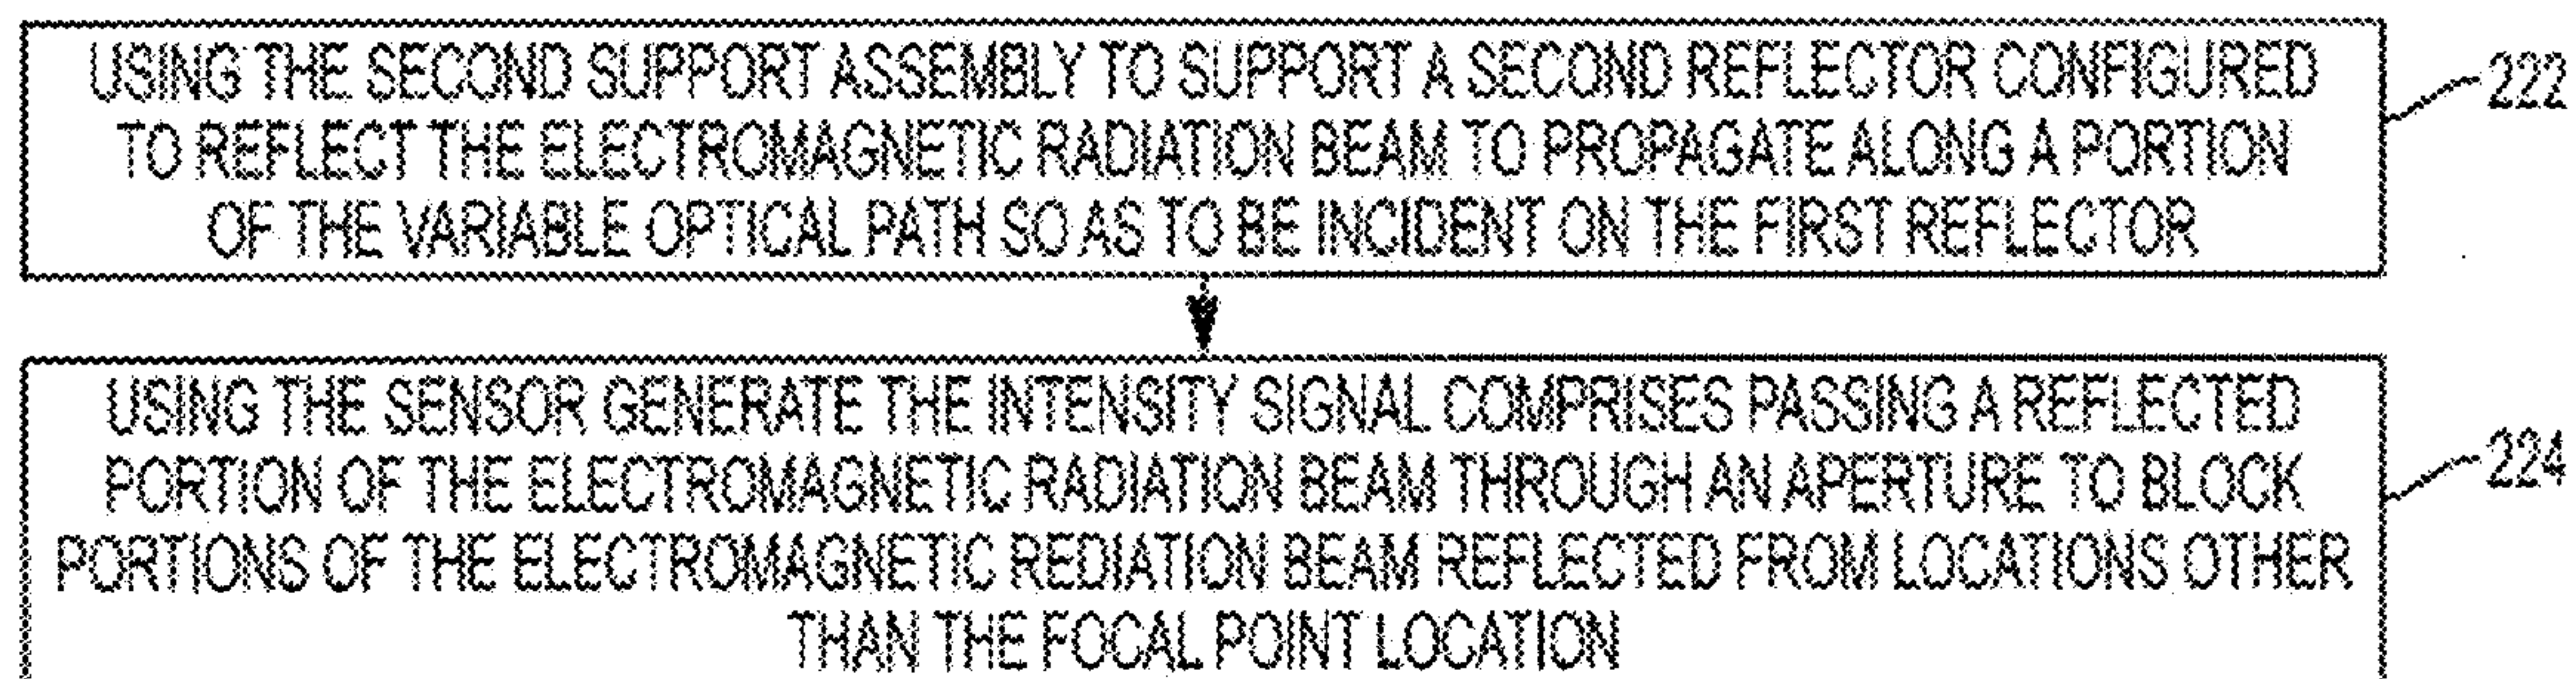 USING THE SECOND SUPPORT ASSEMBLY TO SUPPORT A SECOND REFLECTOR CONFIGURED
TO REFLECT THE ELECTROMAGNETIC RADIATION BEAM TO PROPAGATE ALONG A PORTION
OF THE VARIABLE OPTICAL PATH SO AS TO BE INCIDENT ON THE FIRST REFLECTOR
222
USING THE SENSOR GENERATE THE INTENSITY SIGNAL COMPRISES PASSING A REFLECTED
PORTION OF THE ELECTROMAGNETIC RADIATION BEAM THROUGH AN APERTURE TO BLOCK
PORTIONS OF THE ELECTROMAGNETIC REDIATION BEAM REFLECTED FROM LOCATIONS OTHER
THAN THE FOCAL POINT LOCATION
224